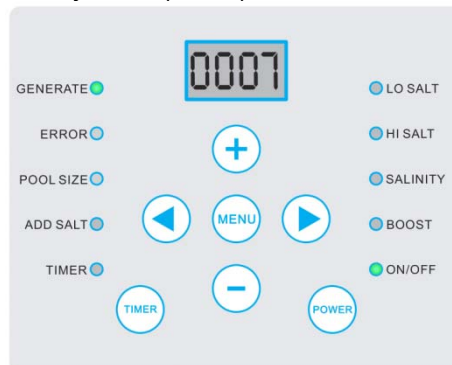 0007
GENERATE
LO SALT
ERROR
HI SALT
POOL SIZE
SALINITY
MENU
ADD SALT
BOOST
TIMER
ON/OFF
TIMER
POWER